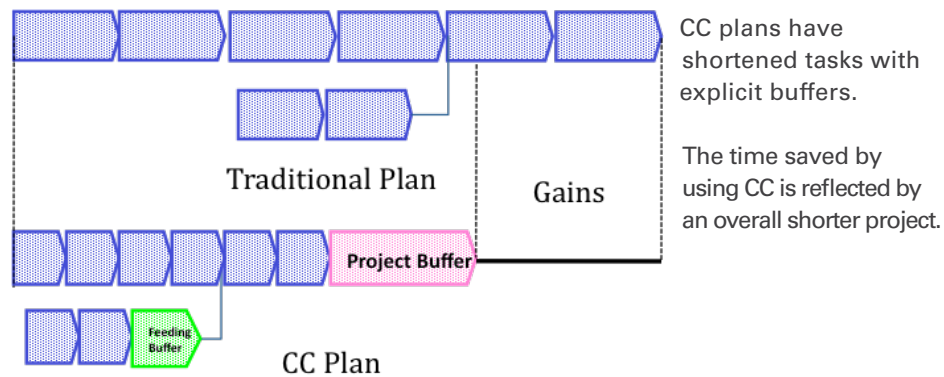 CC plans have
shortened tasks with
explicit buffers.
The time saved by
using CC is reflected by
an overall shorter project.
Traditional Plan
Gains
Project Buffer
Feeding
Buffer
CC Plan